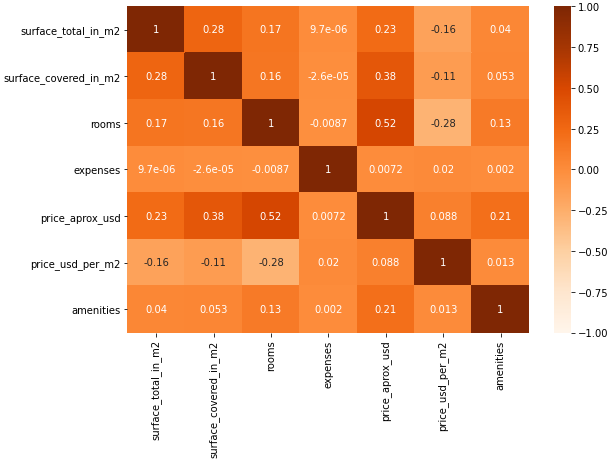 surface_total_in_m2 1 0.28 0.17 9.7e-06 0.23 -0.16 0.04
surface_covered_in_m2 0.28 1 0.16 -2.6e-05 0.38 -0.11 0.053
rooms 0.17 0.16 1 -0.0087 0.52 -0.28 0.13
expenses 9.7e-06 -2.6e-05 -0.0087 1 0.0072 0.02 0.002
price_aprox_usd 0.23 0.38 0.52 0.0072 1 0.088 0.21
price_usd_per_m2 -0.16 -0.11 -0.28 0.02 0.088 1 0.013
amenities 0.04 0.053 0.13 0.002 0.21 0.013 1
surface_total_in_m2
surface_covered_in_m2
rooms
expenses
price_aprox_usd
price_usd_per_m2
amenities
1.00
0.75
0.50
0.25
0.00
−0.25
−0.50
−0.75
−1.00